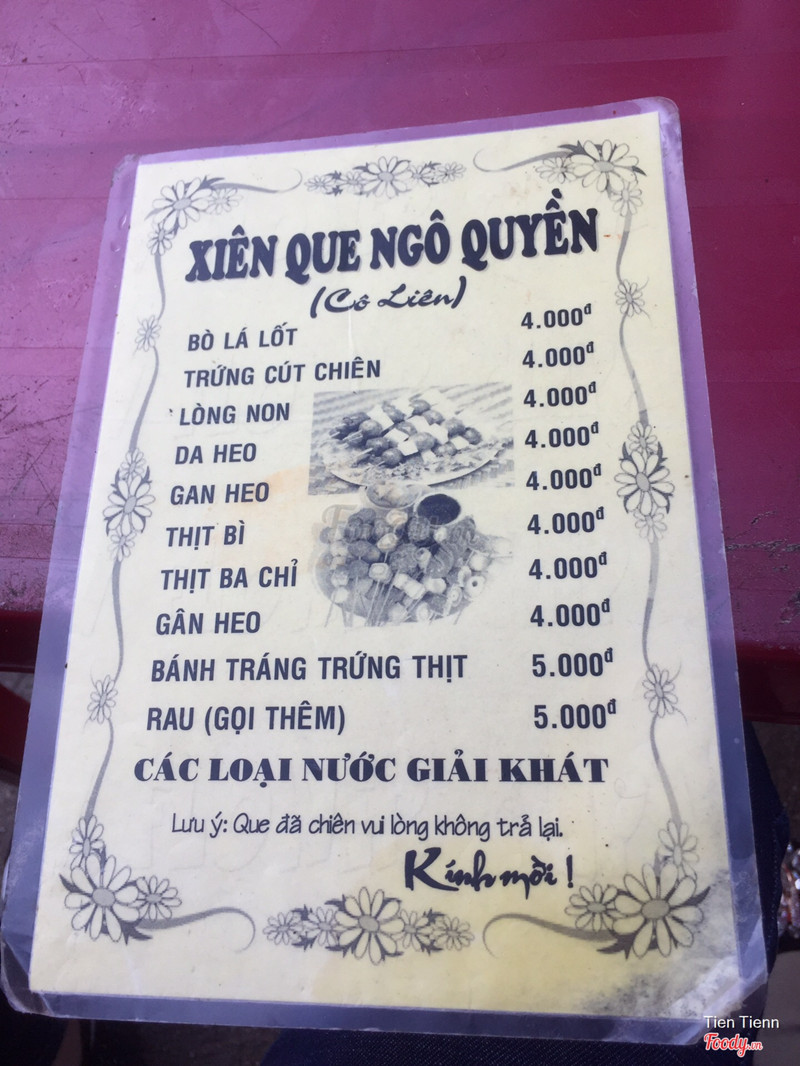 XIÊN QUE NGÔ QUYỀN
(Cô Liên)
BÒ LÁ LỐT 4.000đ
TRỨNG CÚT CHIÊN 4.000đ
LÒNG NON 4.000đ
DA HEO 4.000đ
GAN HEO 4.000đ
THỊT BÌ 4.000đ
THỊT BA CHỈ 4.000đ
GÂN HEO 4.000đ
BÁNH TRÁNG TRỨNG THỊT 5.000đ
RAU (GỌI THÊM) 5.000đ
CÁC LOẠI NƯỚC GIẢI KHÁT
Lưu ý: Que đã chiên vui lòng không trả lại.
Kính mời !
Tien Tienn
Foody.vn